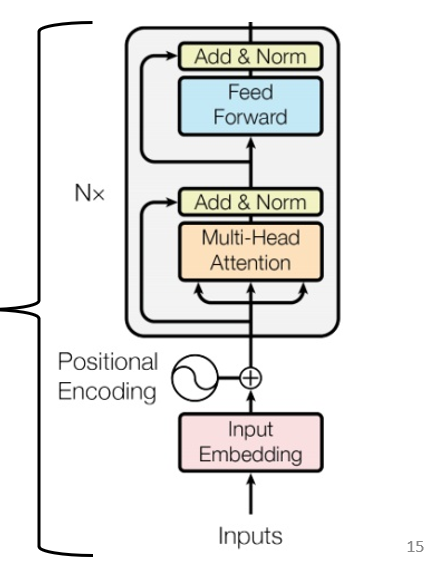 Add & Norm
Feed
Forward
N×
Add & Norm
Multi-Head
Attention
Positional
Encoding
Input
Embedding
Inputs
15